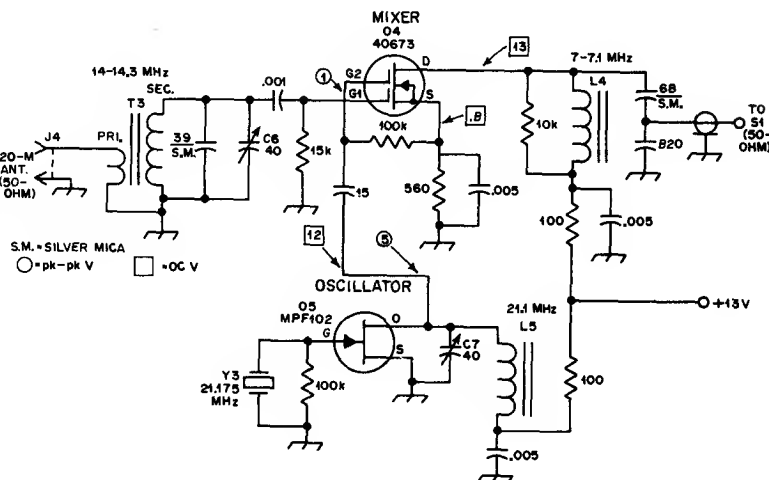 MIXER
Q4
40673
13
7-7.1 MHz
14-14.3 MHz
SEC.
T3
.001
1
G2
G1
D
S
L4
68
S.M.
TO
S1
(50-
OHM)
J4
PRI.
39
S.M.
C6
40
15k
100k
.8
10k
820
20-M
ANT.
(50-
OHM)
15
560
.005
100
.005
S.M. = SILVER MICA
=pk-pk V
=DC V
12
5
OSCILLATOR
21.1 MHz
L5
+13V
Q5
MPF102
G
D
S
C7
40
Y3
21.175
MHz
100k
100
.005